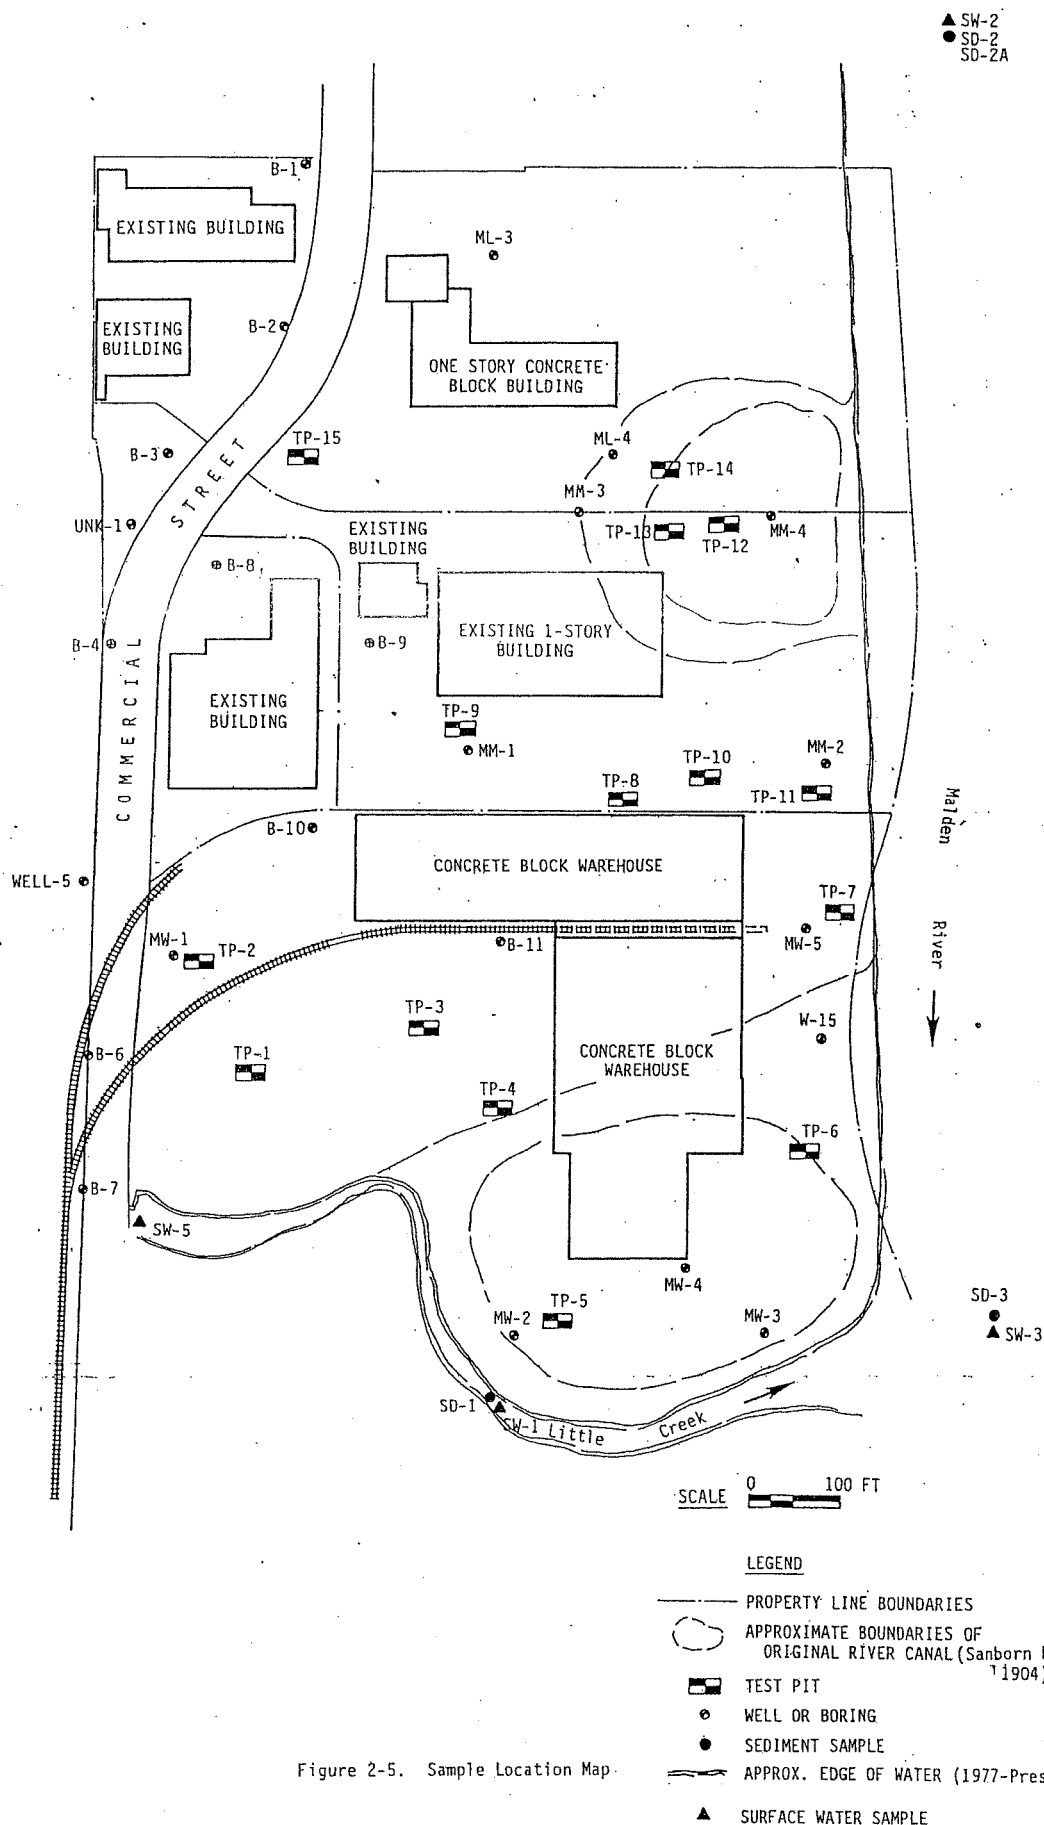 SW-2
SD-2
SD-2A
B-1
EXISTING BUILDING
ML-3
B-2
EXISTING
BUILDING
ONE STORY CONCRETE
BLOCK BUILDING
B-3
STREET
TP-15
ML-4
TP-14
MM-3
UNK-1
EXISTING
BUILDING
TP-13
TP-12
MM-4
B-8
B-4
B-9
EXISTING 1-STORY
BUILDING
COMMERCIAL
EXISTING
BUILDING
TP-9
MM-1
TP-10
MM-2
TP-8
TP-11
Malden
River
B-10
WELL-5
CONCRETE BLOCK WAREHOUSE
TP-7
MW-1
TP-2
B-11
MW-5
TP-3
W-15
B-6
TP-1
CONCRETE BLOCK
WAREHOUSE
TP-4
TP-6
B-7
SW-5
MW-4
SD-3
SW-3
TP-5
MW-2
MW-3
SD-1
SW-1
Little
Creek
SCALE
0
100 FT
LEGEND
PROPERTY LINE BOUNDARIES
APPROXIMATE BOUNDARIES OF
ORIGINAL RIVER CANAL (Sanborn
1904)
TEST PIT
WELL OR BORING
SEDIMENT SAMPLE
APPROX. EDGE OF WATER (1977-Pres
SURFACE WATER SAMPLE
Figure 2-5. Sample Location Map